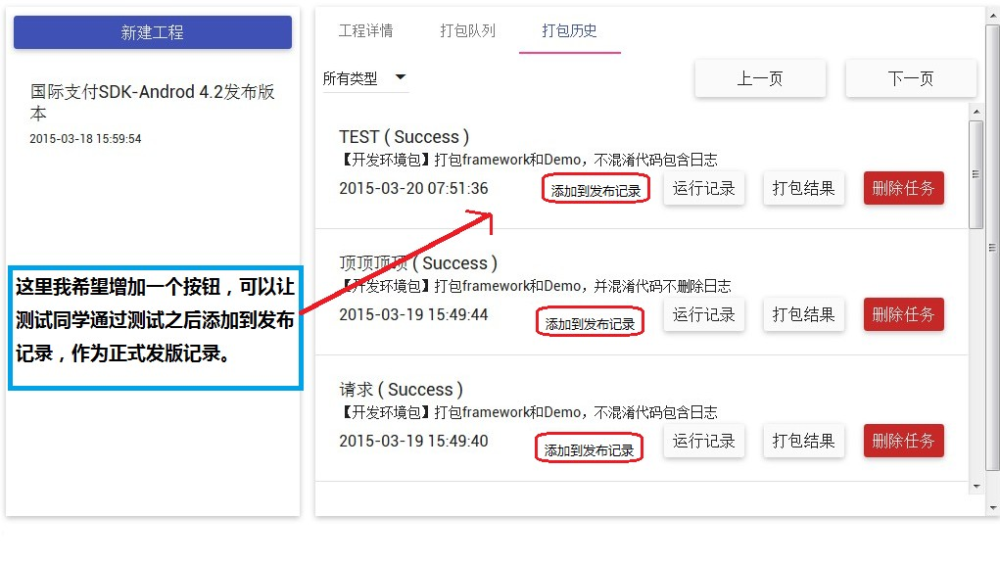 新建工程
国际支付SDK-Androd 4.2发布版
本
2015-03-18 15:59:54
这里我希望增加一个按钮，可以让
测试同学通过测试之后添加到发布
记录，作为正式发版记录。
工程详情 打包队列 打包历史
所有类型 上一页 下一页
TEST ( Success )
【开发环境包】打包framework和Demo，不混淆代码包含日志
2015-03-20 07:51:36 添加到发布记录 运行记录 打包结果 删除任务
顶顶顶顶 ( Success )
【开发环境包】打包framework和Demo，并混淆代码不删除日志
2015-03-19 15:49:44 添加到发布记录 运行记录 打包结果 删除任务
请求 ( Success )
【开发环境包】打包framework和Demo，不混淆代码包含日志
2015-03-19 15:49:40 添加到发布记录 运行记录 打包结果 删除任务